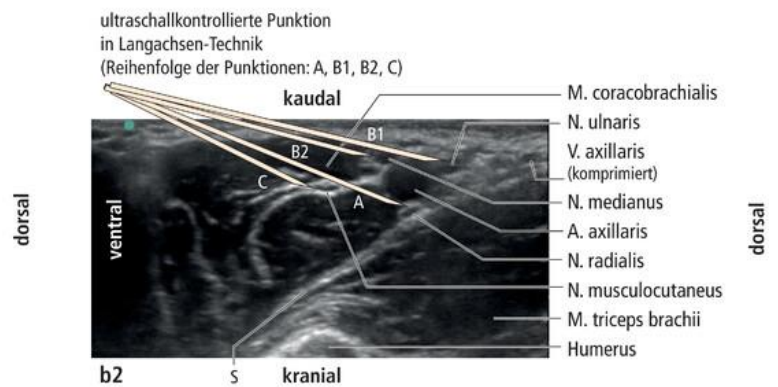 ultraschallkontrollierte Punktion
in Langachsen-Technik
(Reihenfolge der Punktionen: A, B1, B2, C)
kaudal
dorsal
ventral
B1
B2
C
A
M. coracobrachialis
N. ulnaris
V. axillaris
(komprimiert)
N. medianus
A. axillaris
N. radialis
N. musculocutaneus
M. triceps brachii
Humerus
dorsal
b2
S
kranial